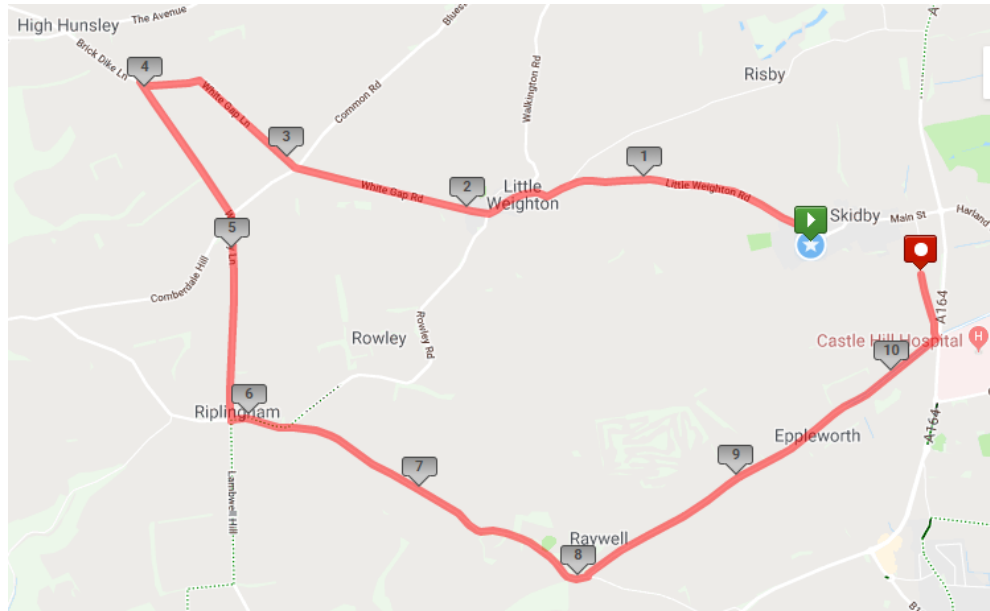 High Hunsley
The Avenue
Brick Dike Ln
4
White Gap Ln
Common Rd
3
Walkington Rd
Risby
1
Little Weighton Rd
2
White Gap Rd
Little
Weighton
Skidby
Main St
Harland
5
y Ln
Comberdale Hill
A164
Castle Hill Hospital
H
Rowley
Rowley Rd
10
6
Riplingham
Eppleworth
A164
7
9
Lambwell Hill
Raywell
8